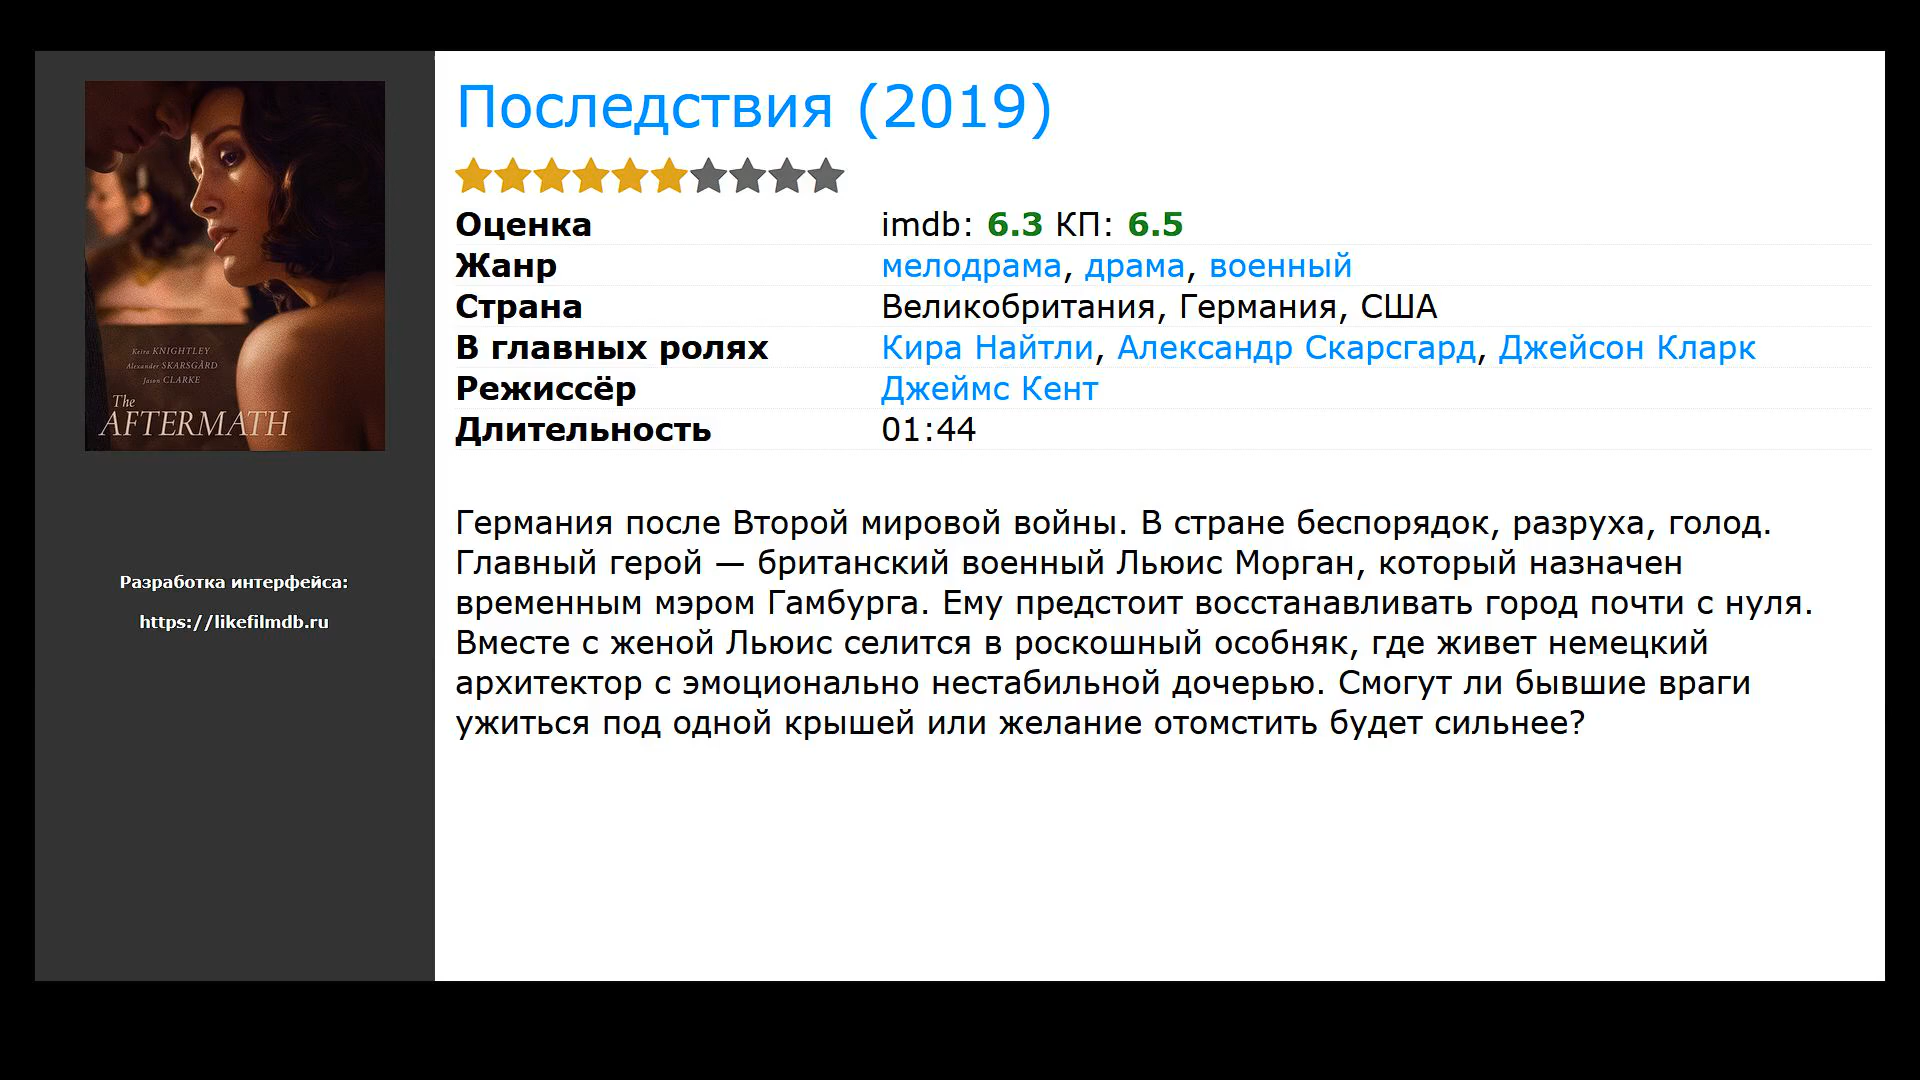 Keira KNIGHTLEY
Alexander SKARSGÅRD
Jason CLARKE
The
AFTERMATH
Разработка интерфейса:
https://likefilmdb.ru
Последствия (2019)
Оценка imdb: 6.3 КП: 6.5
Жанр мелодрама, драма, военный
Страна Великобритания, Германия, США
В главных ролях Кира Найтли, Александр Скарсгард, Джейсон Кларк
Режиссёр Джеймс Кент
Длительность 01:44
Германия после Второй мировой войны. В стране беспорядок, разруха, голод.
Главный герой — британский военный Льюис Морган, который назначен
временным мэром Гамбурга. Ему предстоит восстанавливать город почти с нуля.
Вместе с женой Льюис селится в роскошный особняк, где живет немецкий
архитектор с эмоционально нестабильной дочерью. Смогут ли бывшие враги
ужиться под одной крышей или желание отомстить будет сильнее?